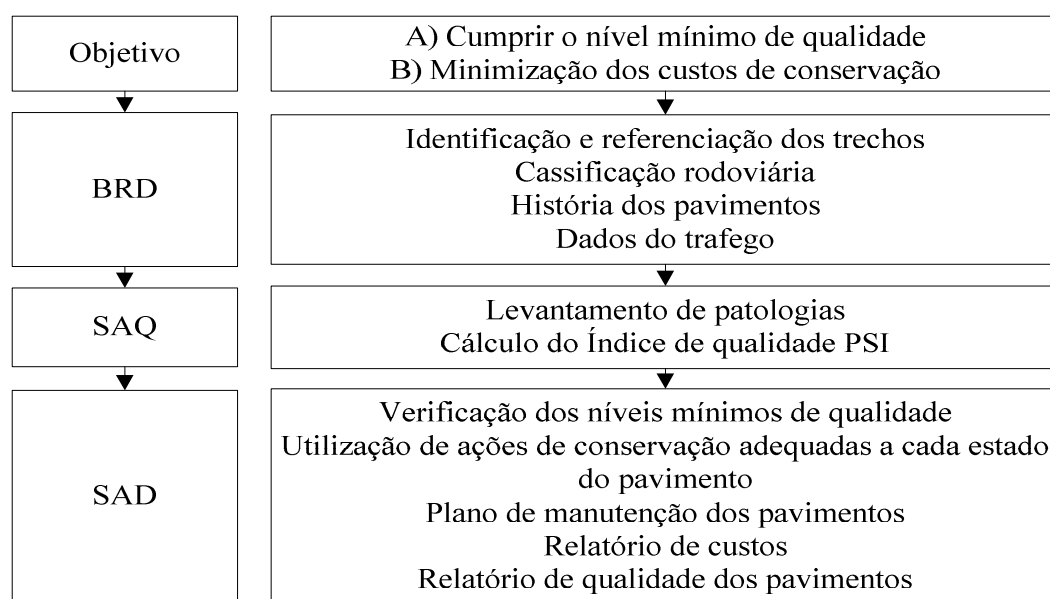 Objetivo
A) Cumprir o nível mínimo de qualidade
B) Minimização dos custos de conservação
BRD
Identificação e referenciação dos trechos
Cassificação rodoviária
História dos pavimentos
Dados do trafego
SAQ
Levantamento de patologias
Cálculo do Índice de qualidade PSI
SAD
Verificação dos níveis mínimos de qualidade
Utilização de ações de conservação adequadas a cada estado
do pavimento
Plano de manutenção dos pavimentos
Relatório de custos
Relatório de qualidade dos pavimentos